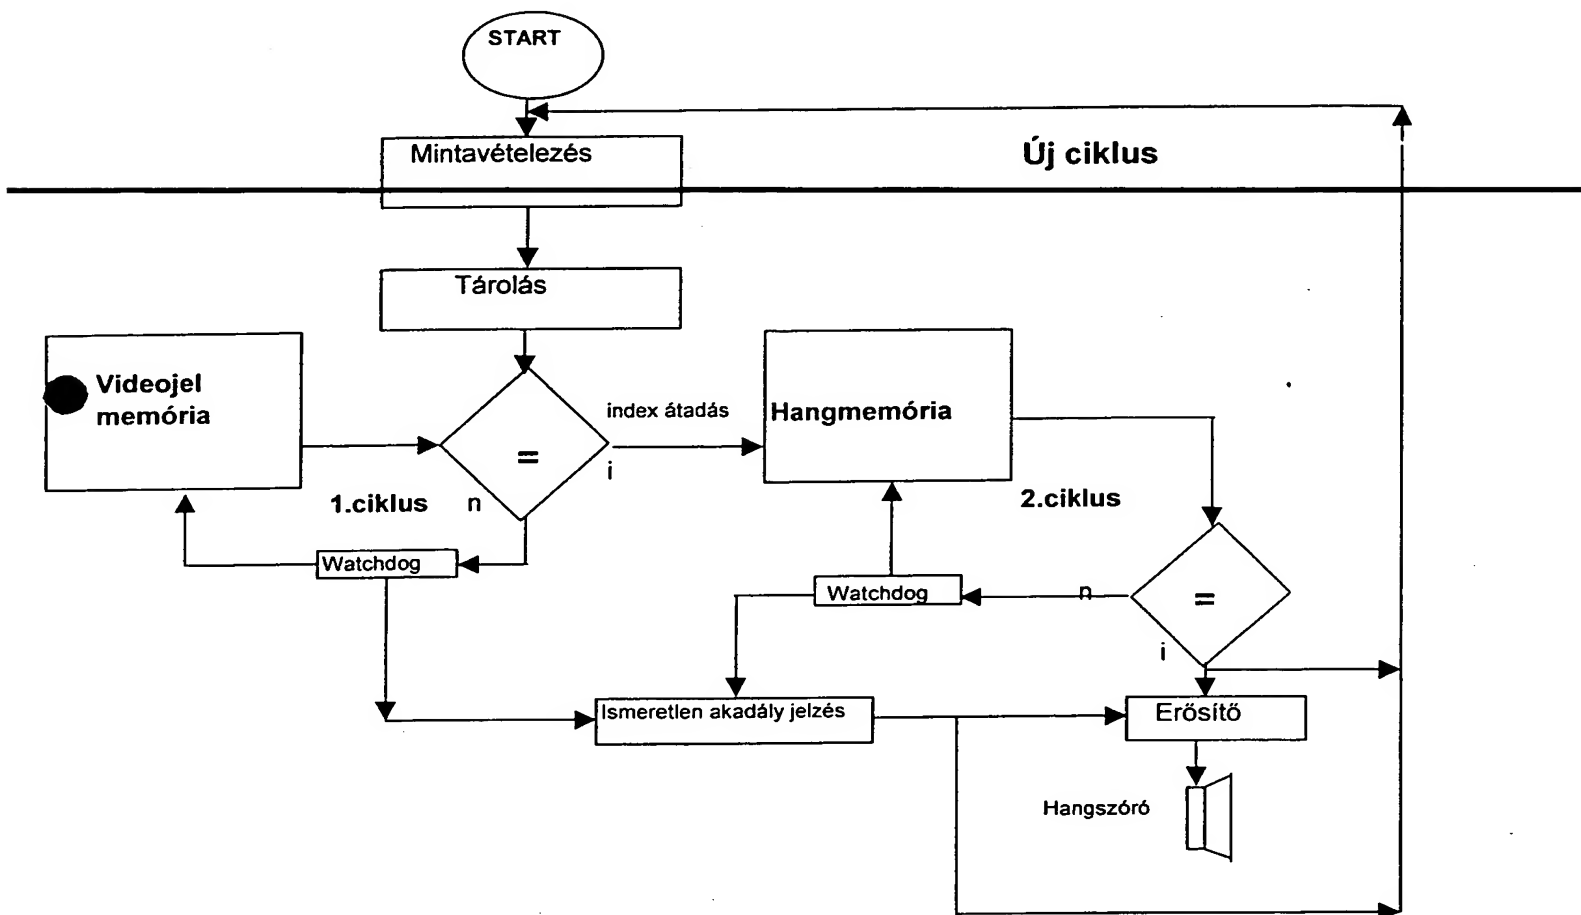 START
Mintavételezés
Új ciklus
Tárolás
Videojel
memória
index átadás
Hangmemória
=
i
1.ciklus
n
2.ciklus
Watchdog
Watchdog
n
=
i
Ismeretlen akadály jelzés
Erősítő
Hangszóró